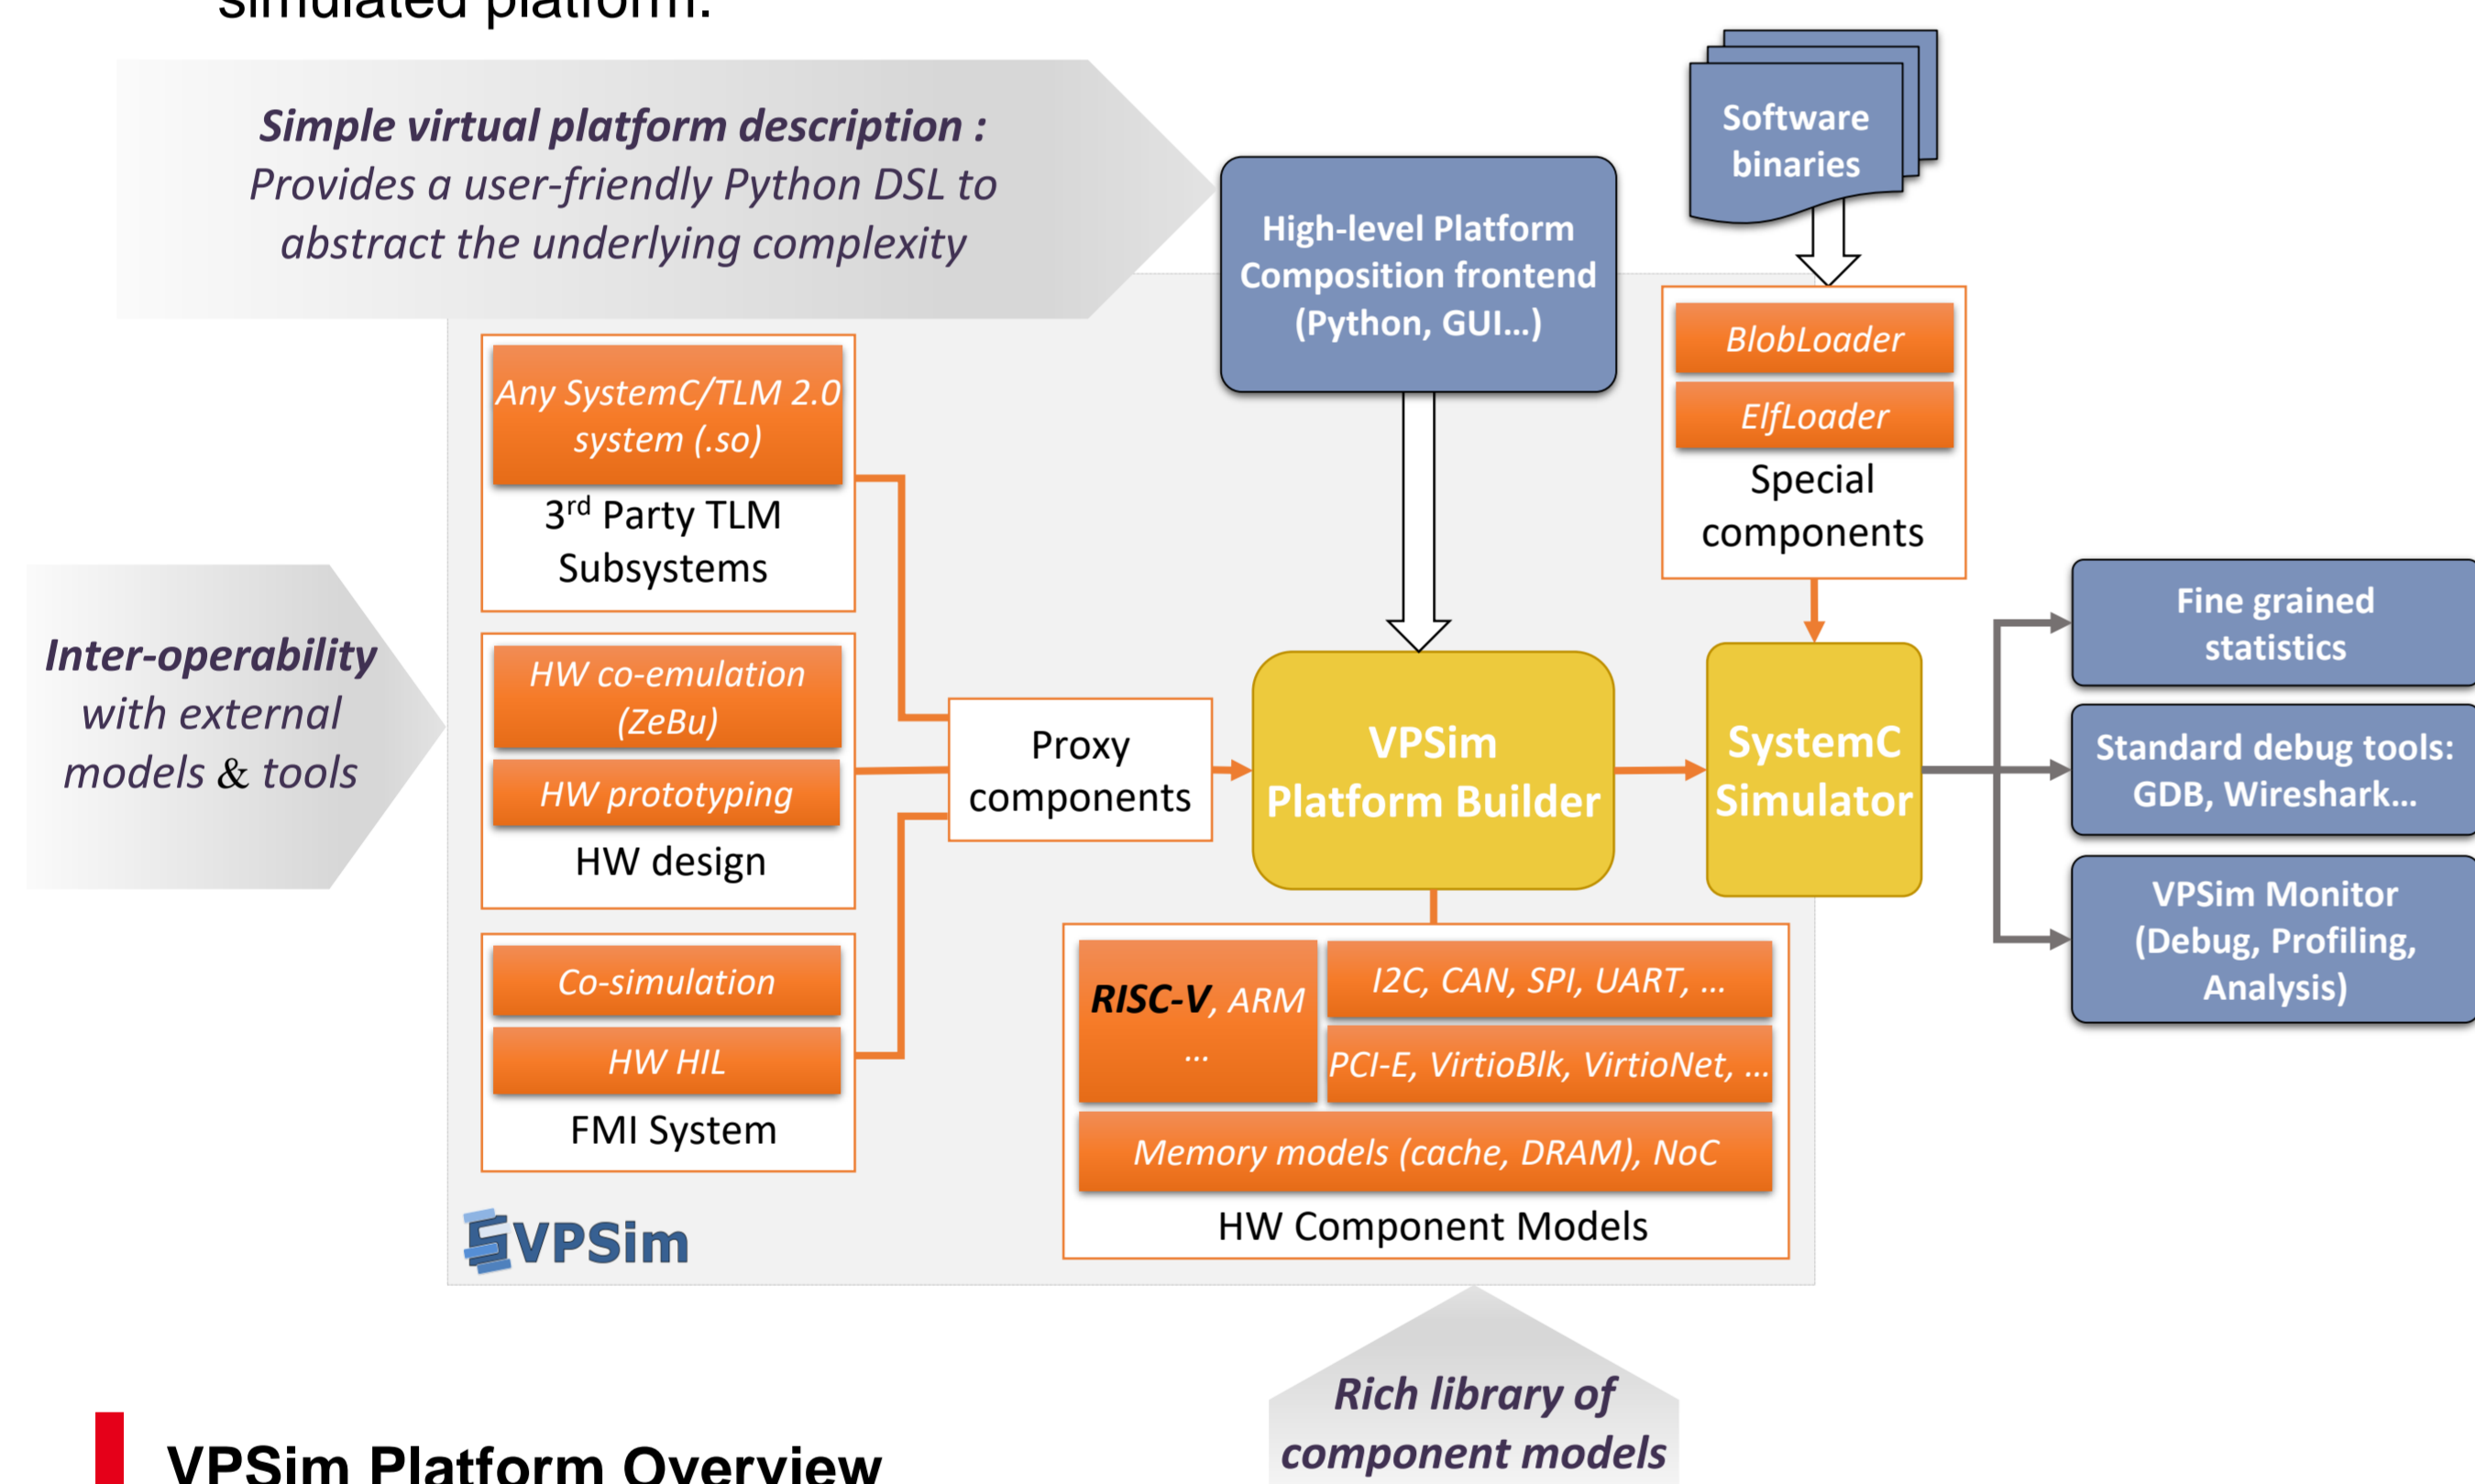 simulated platform.
Simple virtual platform description :
Provides a user-friendly Python DSL to
abstract the underlying complexity
Software
binaries
High-level Platform
Composition frontend
(Python, GUI...)
BlobLoader
ElfLoader
Special
components
Any SystemC/TLM 2.0
system (.so)
3rd Party TLM
Subsystems
Inter-operability
with external
models & tools
HW co-emulation
(ZeBu)
HW prototyping
HW design
Co-simulation
HW HIL
FMI System
Proxy
components
VPSim
Platform Builder
SystemC
Simulator
Fine grained
statistics
Standard debug tools:
GDB, Wireshark...
VPSim Monitor
(Debug, Profiling,
Analysis)
RISC-V, ARM
...
I2C, CAN, SPI, UART, ...
PCI-E, VirtioBlk, VirtioNet, ...
Memory models (cache, DRAM), NoC
HW Component Models
VPSim
Rich library of
component models
VPSim Platform Overview